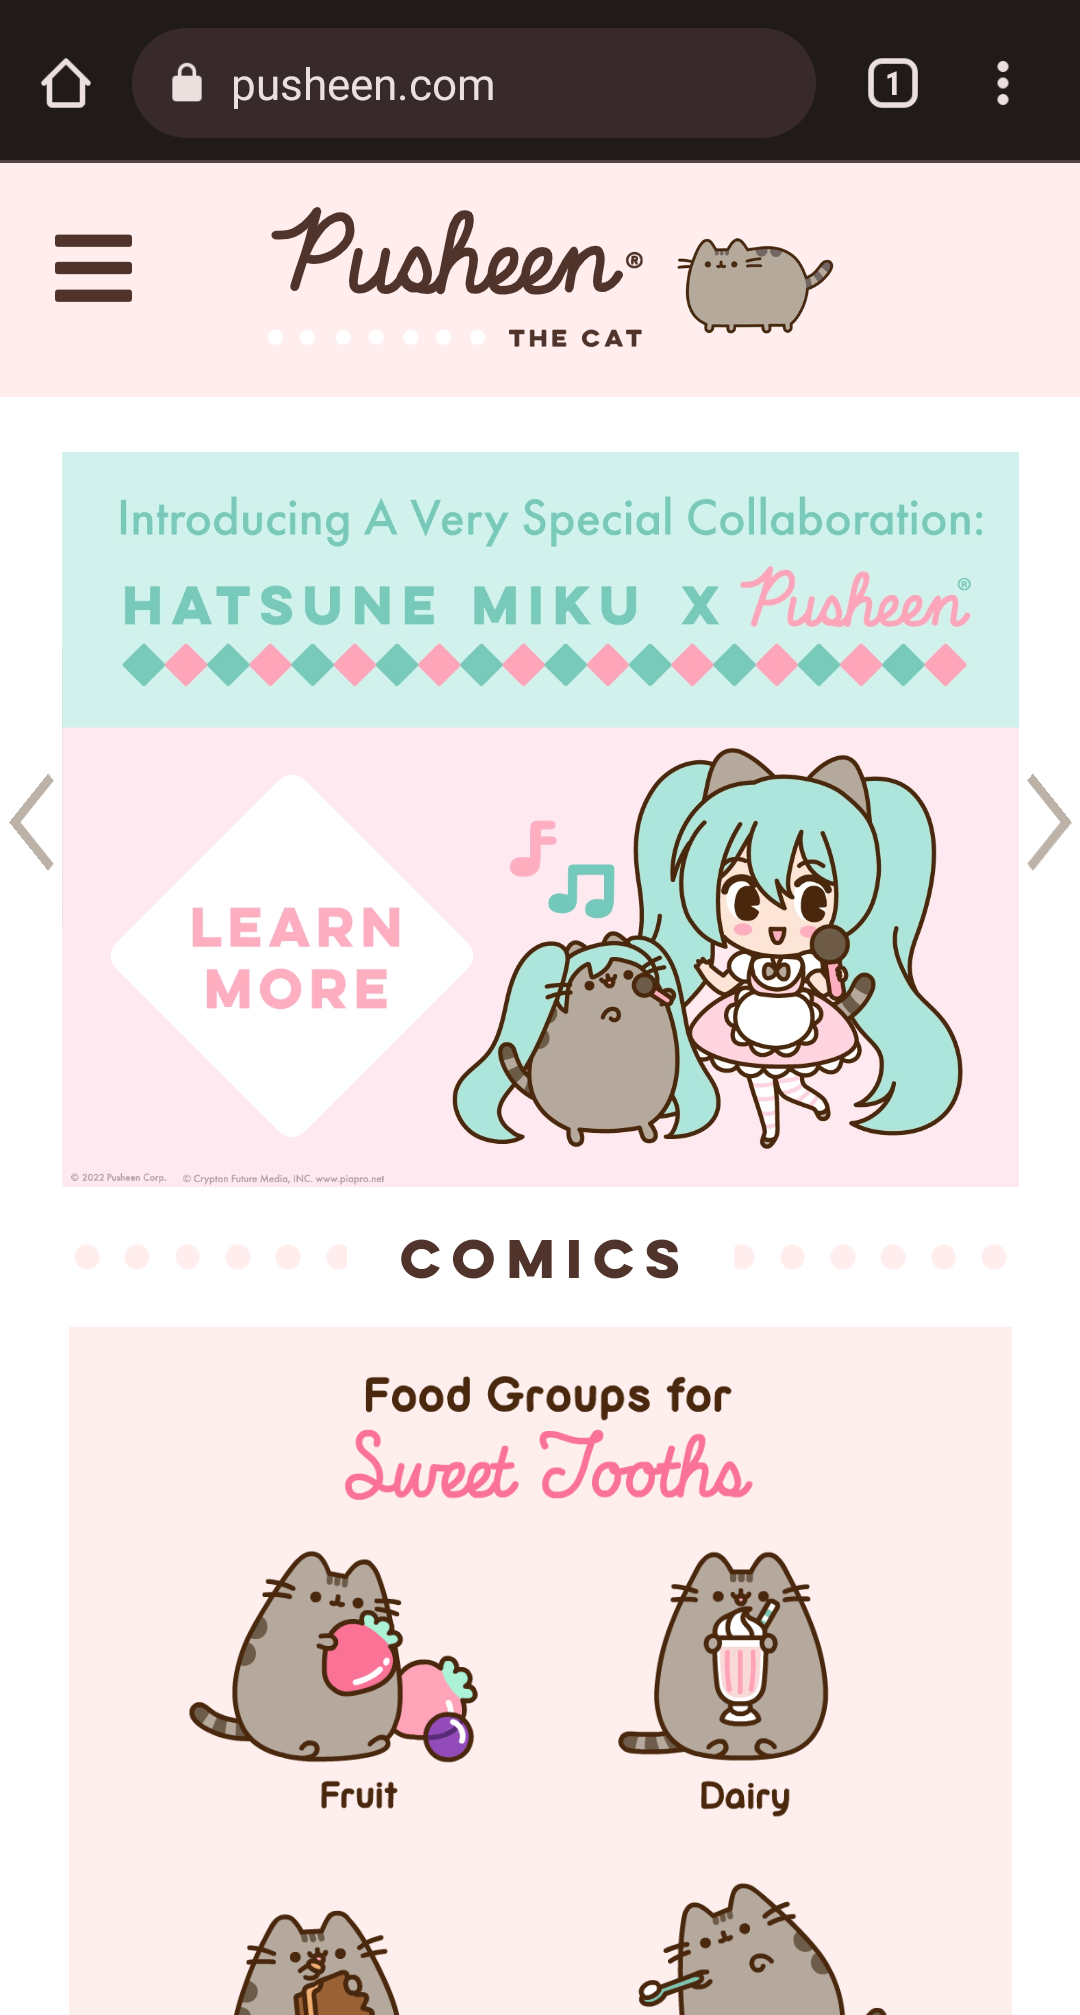 pusheen.com
1
Pusheen®
THE CAT
Introducing A Very Special Collaboration:
HATSUNE MIKU X Pusheen®
LEARN
MORE
© 2022 Pusheen Corp. © Crypton Future Media, INC. www.piapro.net
COMICS
Food Groups for
Sweet Tooths
Fruit
Dairy